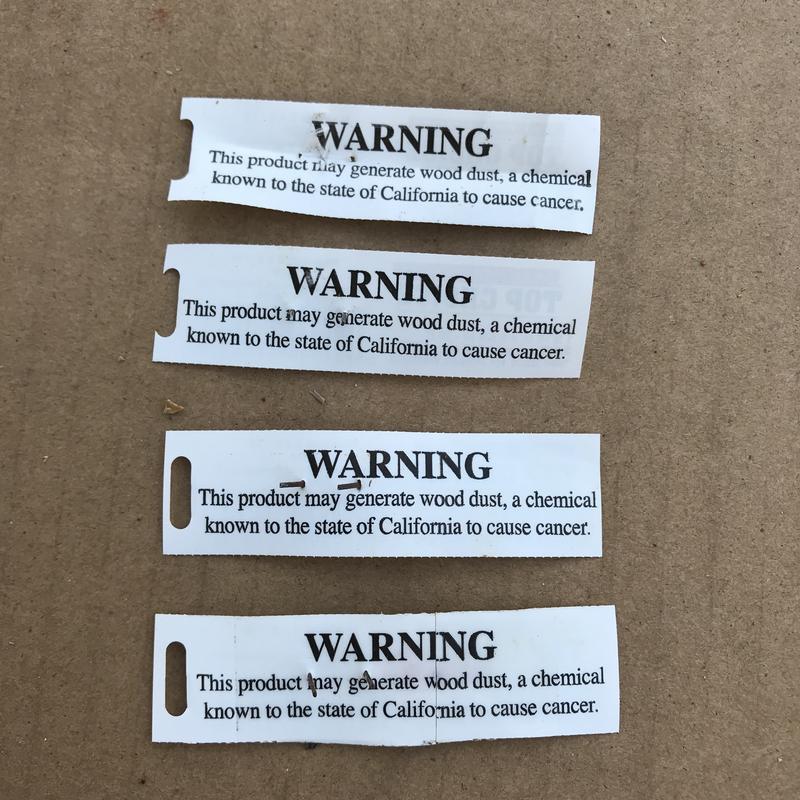 WARNING
This product may generate wood dust, a chemical
known to the state of California to cause cancer.
WARNING
This product may generate wood dust, a chemical
known to the state of California to cause cancer.
WARNING
This product may generate wood dust, a chemical
known to the state of California to cause cancer.
WARNING
This product may generate wood dust, a chemical
known to the state of California to cause cancer.